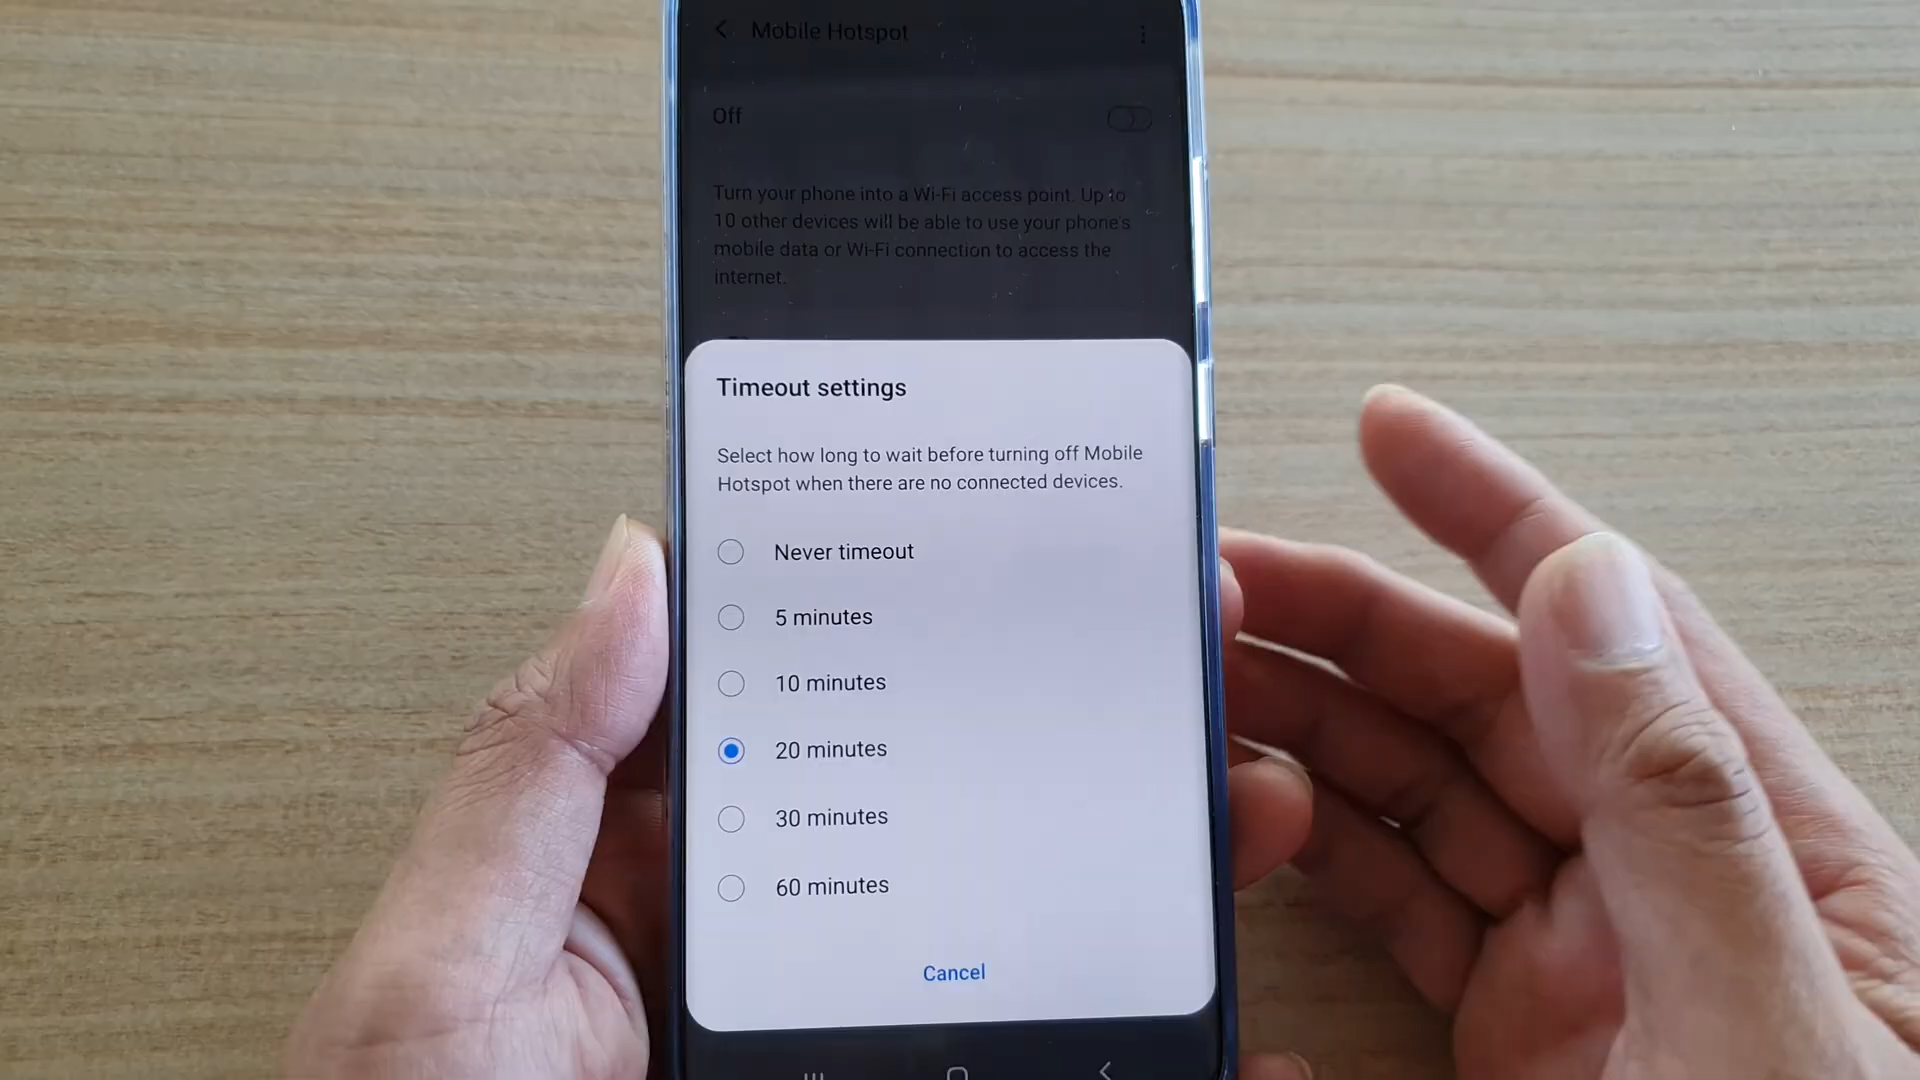 Mobile Hotspot
Off
Turn your phone into a Wi-Fi access point. Up to
10 other devices will be able to use your phone's
mobile data or Wi-Fi connection to access the
internet.
Timeout settings
Select how long to wait before turning off Mobile
Hotspot when there are no connected devices.
Never timeout
5 minutes
10 minutes
20 minutes
30 minutes
60 minutes
Cancel